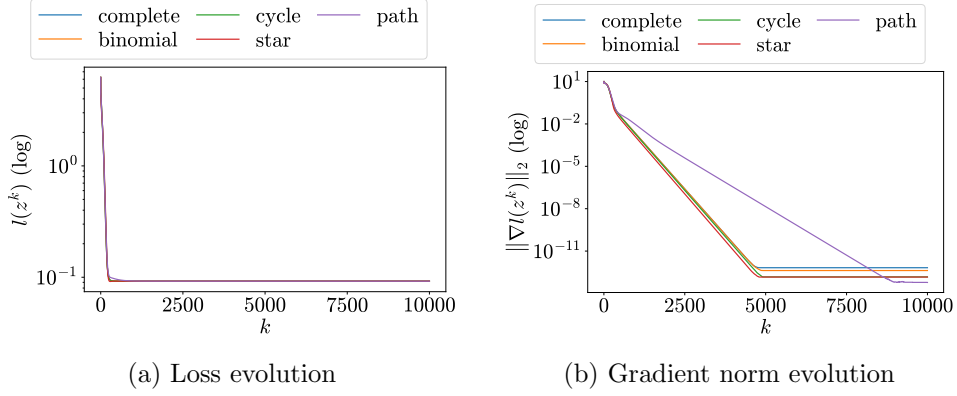 complete cycle path
binomial star
l(z^k) (log)
10^0
10^{-1}
0 2500 5000 7500 10000
k
(a) Loss evolution
complete cycle path
binomial star
||∇l(z^k)||_2 (log)
10^1
10^{-2}
10^{-5}
10^{-8}
10^{-11}
0 2500 5000 7500 10000
k
(b) Gradient norm evolution